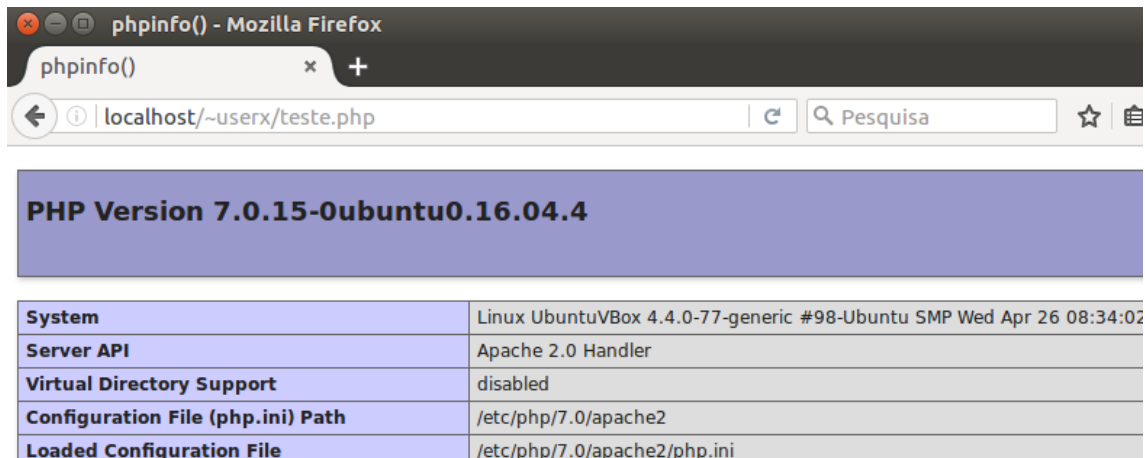 phpinfo() - Mozilla Firefox
phpinfo()
localhost/~userx/teste.php
Pesquisa
PHP Version 7.0.15-0ubuntu0.16.04.4
System Linux UbuntuVBox 4.4.0-77-generic #98-Ubuntu SMP Wed Apr 26 08:34:02
Server API Apache 2.0 Handler
Virtual Directory Support disabled
Configuration File (php.ini) Path /etc/php/7.0/apache2
Loaded Configuration File /etc/php/7.0/apache2/php.ini